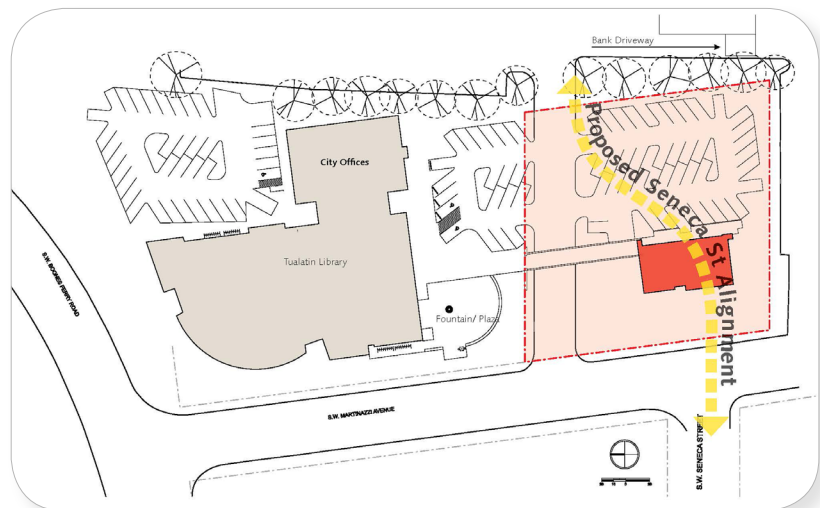 Bank Driveway
City Offices
Proposed Seneca St Alignment
Tualatin Library
S.W. BOONES FERRY ROAD
Fountain/ Plaza
S.W. MARTINAZZI AVENUE
S.W. SENECA STREET